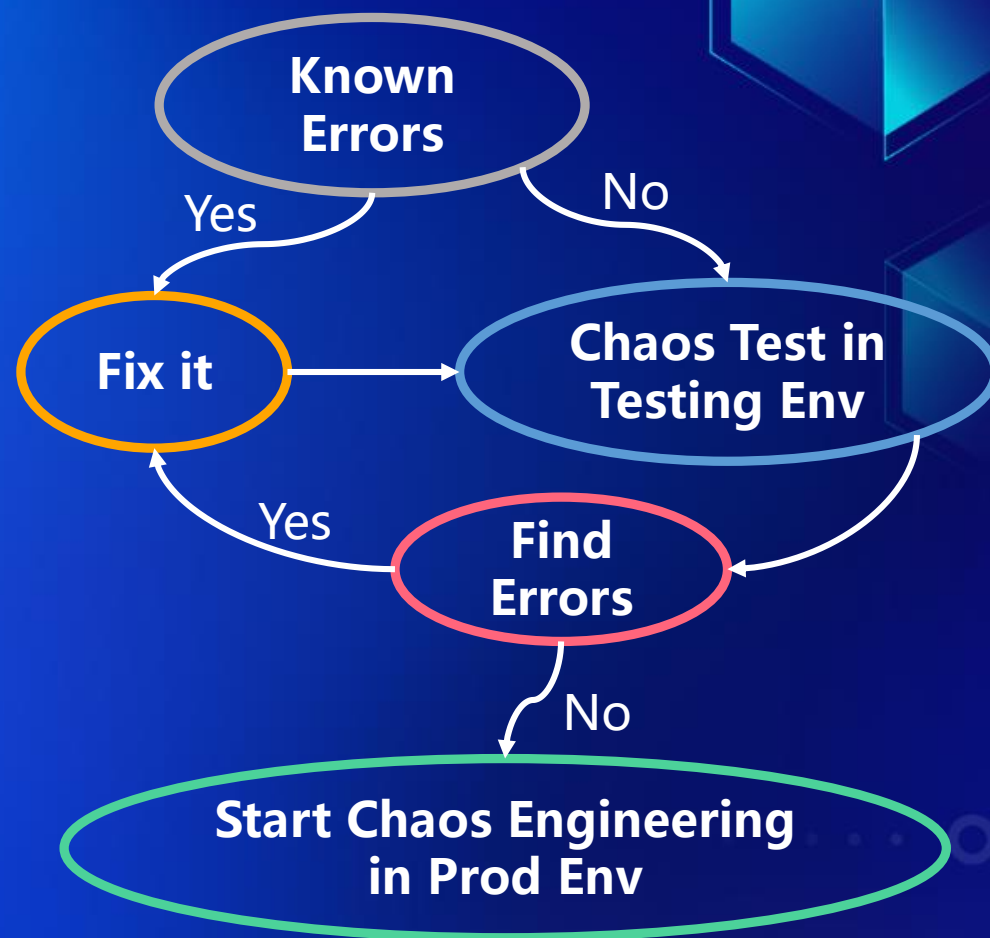 Known
Errors
Yes
No
Fix it
Chaos Test in
Testing Env
Yes
Find
Errors
No
Start Chaos Engineering
in Prod Env